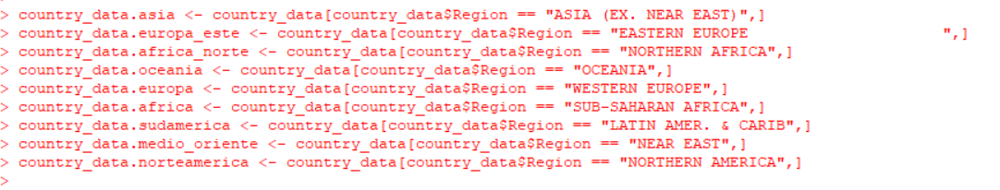 > country_data.asia <- country_data[country_data$Region == "ASIA (EX. NEAR EAST)",]
> country_data.europa_este <- country_data[country_data$Region == "EASTERN EUROPE                          ",]
> country_data.africa_norte <- country_data[country_data$Region == "NORTHERN AFRICA",]
> country_data.oceania <- country_data[country_data$Region == "OCEANIA",]
> country_data.europa <- country_data[country_data$Region == "WESTERN EUROPE",]
> country_data.africa <- country_data[country_data$Region == "SUB-SAHARAN AFRICA",]
> country_data.sudamerica <- country_data[country_data$Region == "LATIN AMER. & CARIB",]
> country_data.medio_oriente <- country_data[country_data$Region == "NEAR EAST",]
> country_data.norteamerica <- country_data[country_data$Region == "NORTHERN AMERICA",]
>